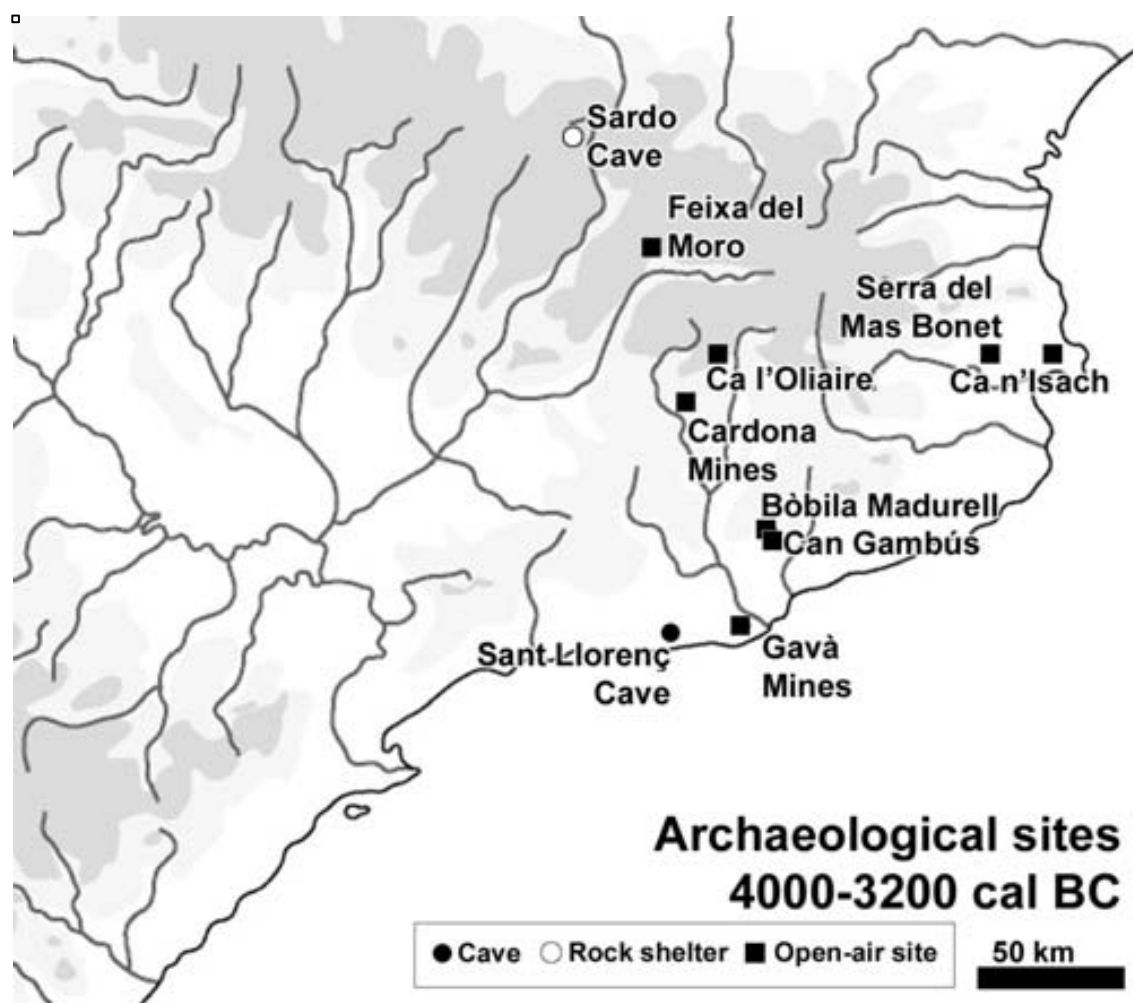 Sardo
Cave
Feixa del
Moro
Sèrra del
Mas Bonet
Ca l’Oliaire
Ca n’Isach
Cardona
Mines
Bòbila Madurell
Can Gambús
Sant Llorenç
Cave
Gavà
Mines
Archaeological sites
4000-3200 cal BC
Cave Rock shelter Open-air site
50 km